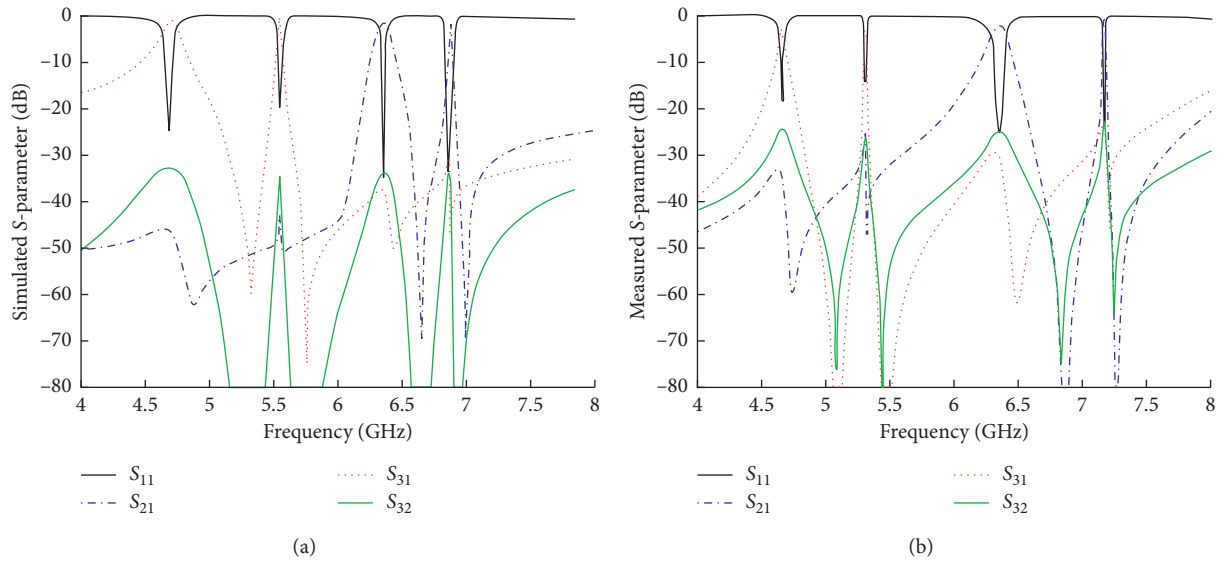 Simulated S-parameter (dB)
0
–10
–20
–30
–40
–50
–60
–70
–80
4 4.5 5 5.5 6 6.5 7 7.5 8
Frequency (GHz)
S11 S31
S21 S32
(a)
Measured S-parameter (dB)
0
–10
–20
–30
–40
–50
–60
–70
–80
4 4.5 5 5.5 6 6.5 7 7.5 8
Frequency (GHz)
S11 S31
S21 S32
(b)